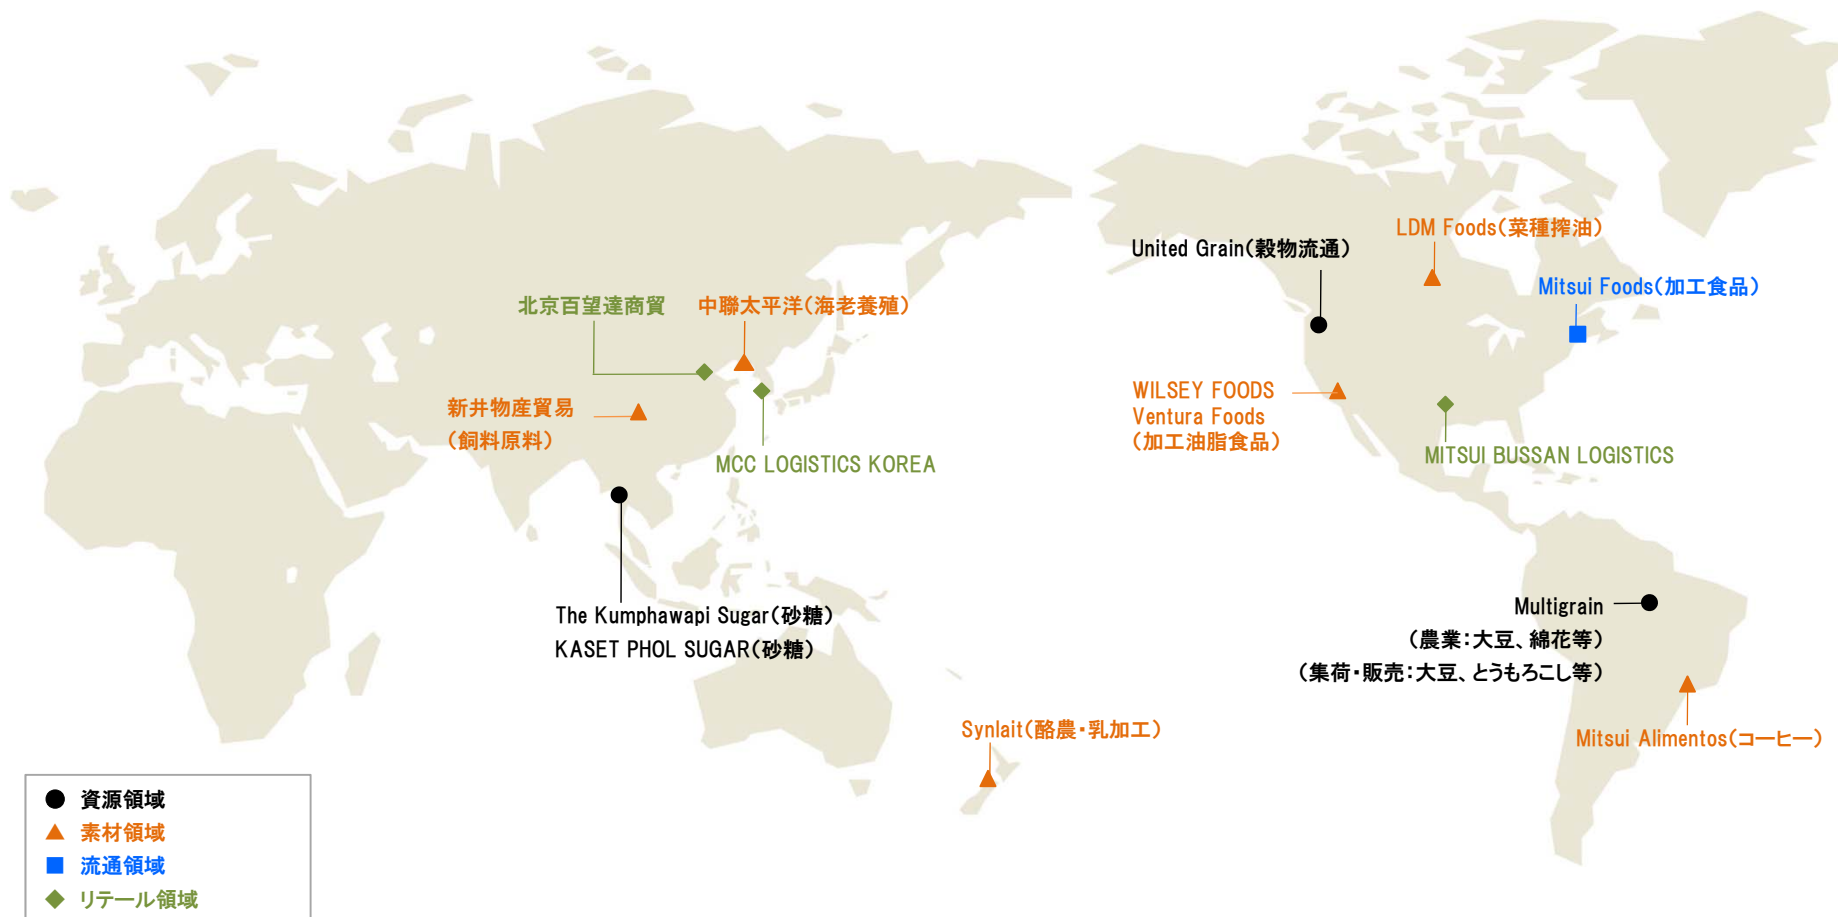 LDM Foods(菜種搾油)
United Grain(穀物流通)
Mitsui Foods(加工食品)
北京百望達商貿
中聯太平洋(海老養殖)
新井物産貿易
(飼料原料)
MCC LOGISTICS KOREA
WILSEY FOODS
Ventura Foods
(加工油脂食品)
MITSUI BUSSAN LOGISTICS
The Kumphawapi Sugar(砂糖)
KASET PHOL SUGAR(砂糖)
Multigrain
(農業:大豆、綿花等)
(集荷・販売:大豆、とうもろこし等)
Synlait(酪農・乳加工)
Mitsui Alimentos(コーヒー)
資源領域
素材領域
流通領域
リテール領域